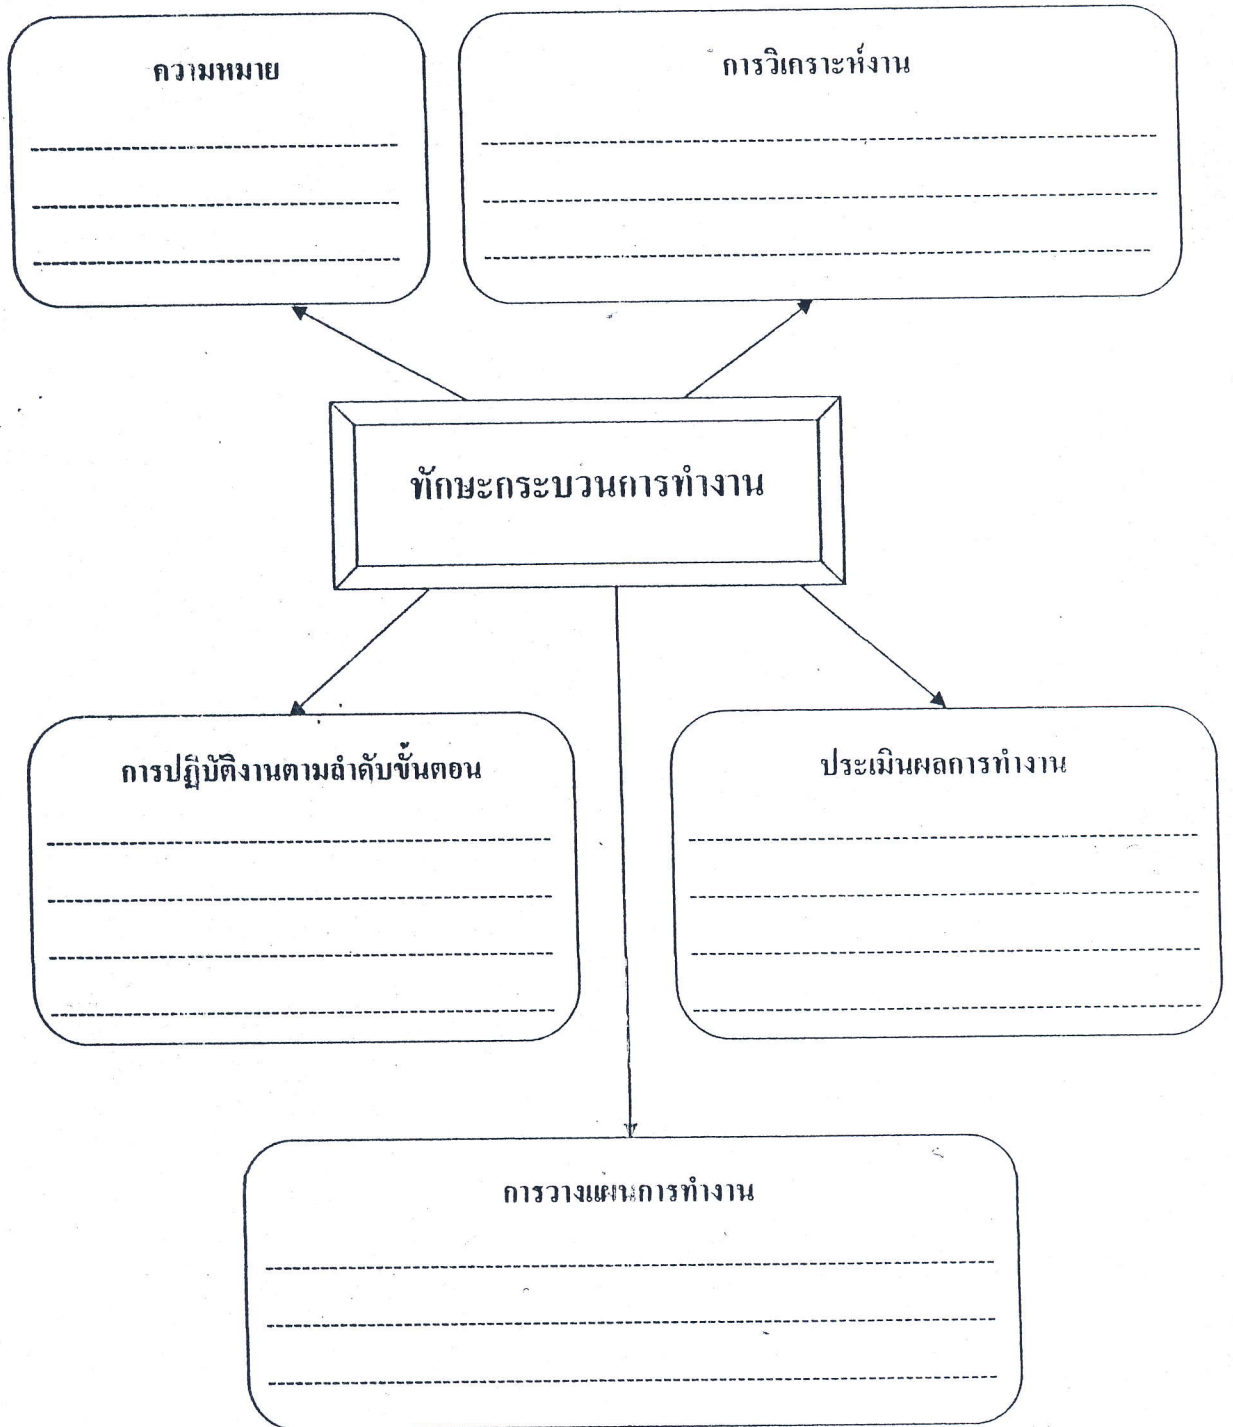 ความหมาย
การวิเคราะห์งาน
ทักษะกระบวนการทำงาน
การปฏิบัติงานตามลำดับขั้นตอน
ประเมินผลการทำงาน
การวางแผนการทำงาน